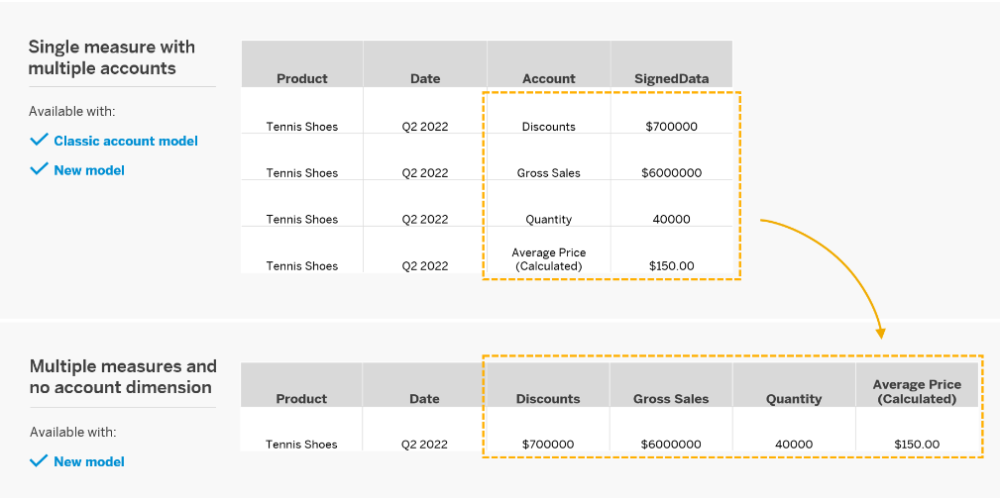 Single measure with
multiple accounts
Available with:
Classic account model
New model
Product Date Account SignedData
Tennis Shoes Q2 2022 Discounts $700000
Tennis Shoes Q2 2022 Gross Sales $6000000
Tennis Shoes Q2 2022 Quantity 40000
Tennis Shoes Q2 2022 Average Price
(Calculated) $150.00
Multiple measures and
no account dimension
Available with:
New model
Product Date Discounts Gross Sales Quantity Average Price
(Calculated)
Tennis Shoes Q2 2022 $700000 $6000000 40000 $150.00